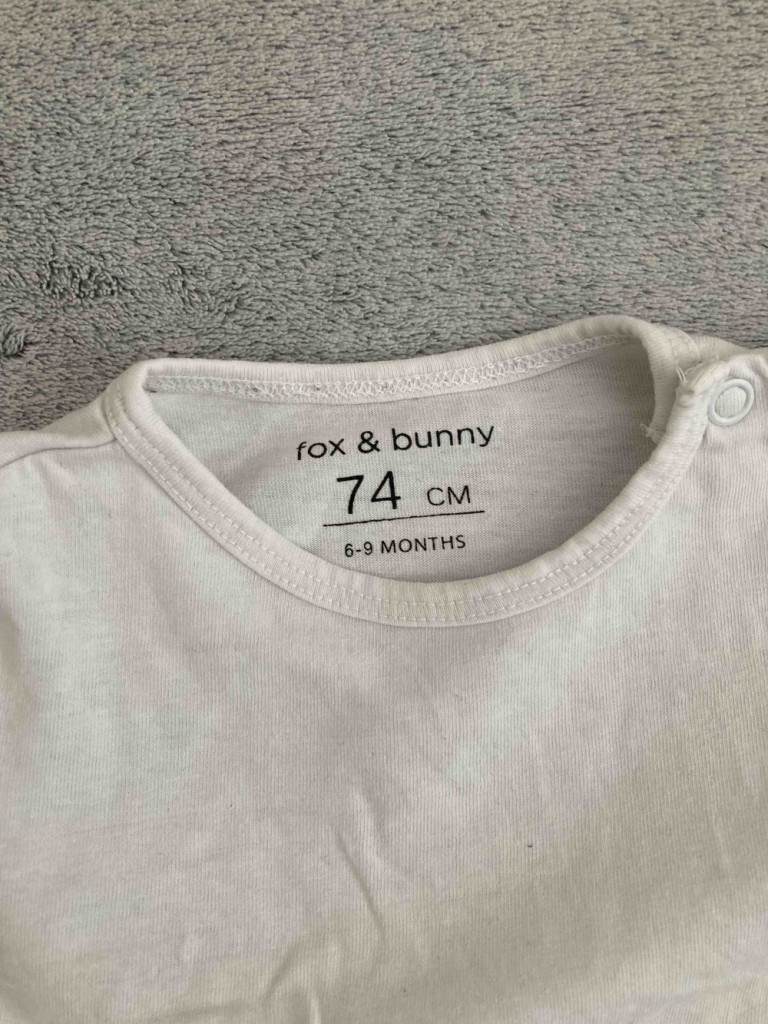 fox & bunny
74 CM
6-9 MONTHS